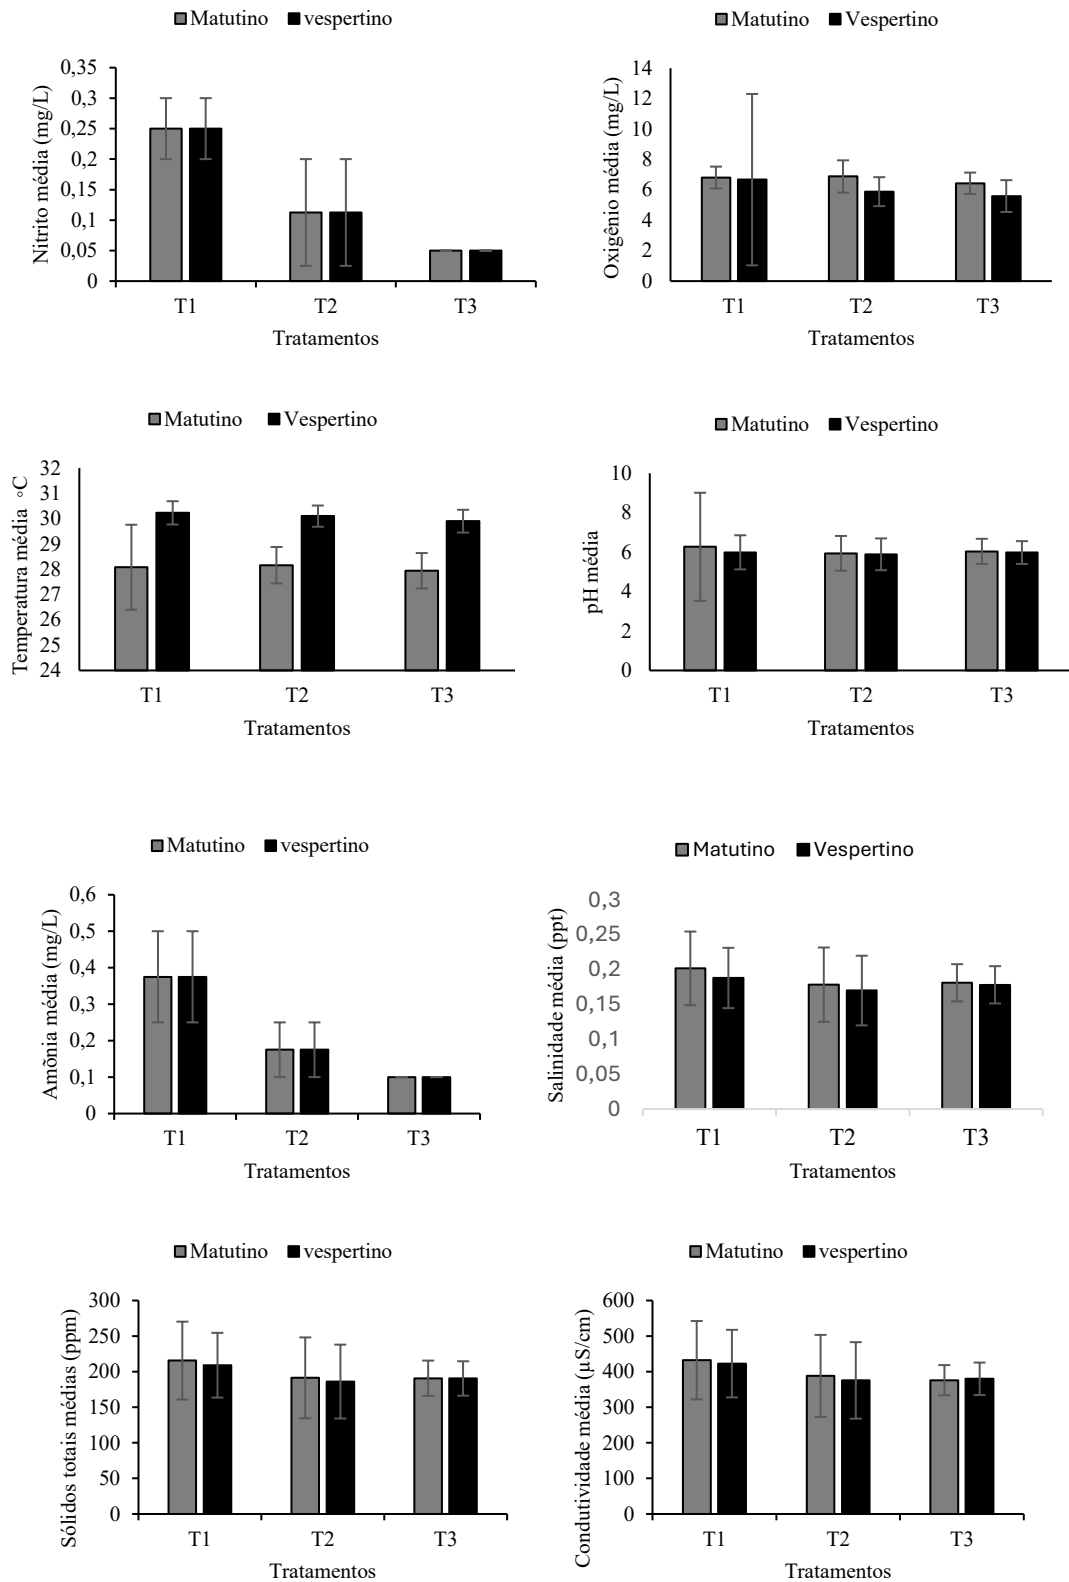 Matutino vespertino
Nitrito média (mg/L)
0,35
0,3
0,25
0,2
0,15
0,1
0,05
0
T1 T2 T3
Tratamentos
Matutino Vespertino
Oxigênio média (mg/L)
14
12
10
8
6
4
2
0
T1 T2 T3
Tratamentos
Matutino Vespertino
Temperatura média °C
32
31
30
29
28
27
26
25
24
T1 T2 T3
Tratamentos
Matutino Vespertino
pH média
10
8
6
4
2
0
T1 T2 T3
Tratamentos
Matutino vespertino
Amõnia média (mg/L)
0,6
0,5
0,4
0,3
0,2
0,1
0
T1 T2 T3
Tratamentos
Matutino Vespertino
Salinidade média (ppt)
0,3
0,25
0,2
0,15
0,1
0,05
0
T1 T2 T3
Tratamentos
Matutino vespertino
Sólidos totais médias (ppm)
300
250
200
150
100
50
0
T1 T2 T3
Tratamentos
Matutino vespertino
Condutividade média (µS/cm)
600
500
400
300
200
100
0
T1 T2 T3
Tratamentos